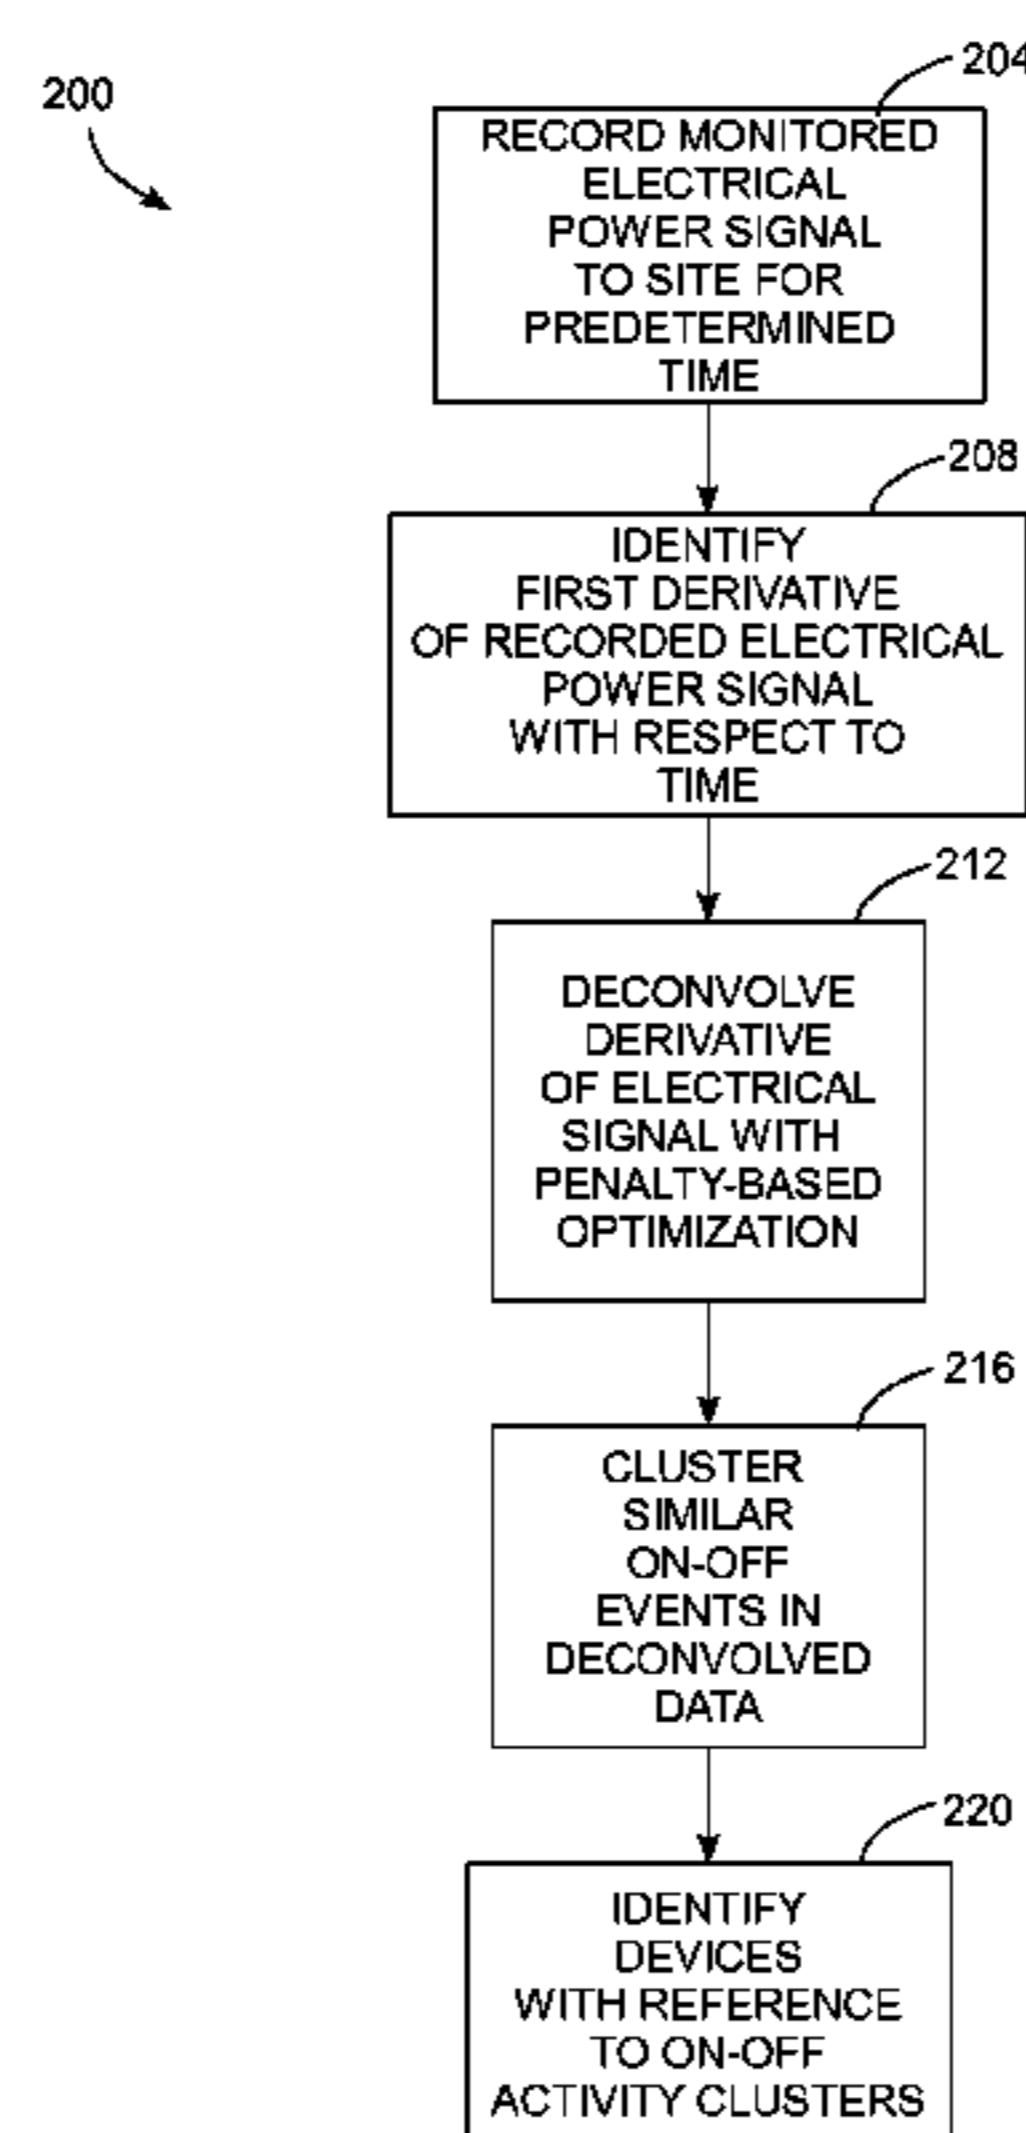 200
204
RECORD MONITORED
ELECTRICAL
POWER SIGNAL
TO SITE FOR
PREDETERMINED
TIME
208
IDENTIFY
FIRST DERIVATIVE
OF RECORDED ELECTRICAL
POWER SIGNAL
WITH RESPECT TO
TIME
212
DECONVOLVE
DERIVATIVE
OF ELECTRICAL
SIGNAL WITH
PENALTY-BASED
OPTIMIZATION
216
CLUSTER
SIMILAR
ON-OFF
EVENTS IN
DECONVOLVED
DATA
220
IDENTIFY
DEVICES
WITH REFERENCE
TO ON-OFF
ACTIVITY CLUSTERS